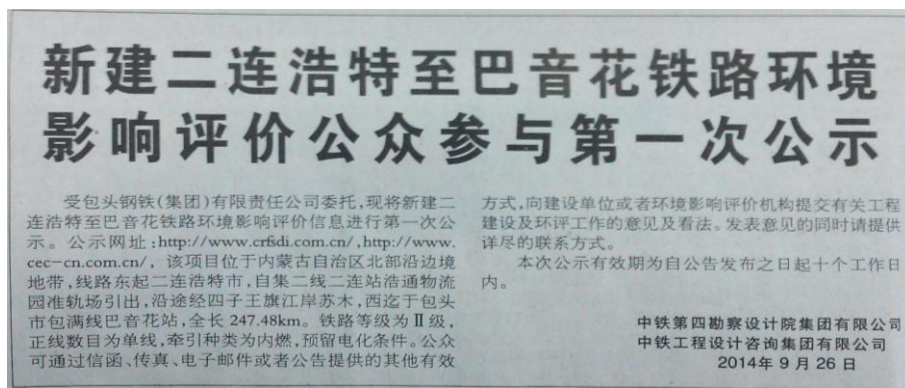 新建二连浩特至巴音花铁路环境
影响评价公众参与第一次公示
受包头钢铁(集团)有限责任公司委托,现将新建二
连浩特至巴音花铁路环境影响评价信息进行第一次公
示。公示网址:http://www.crfsdi.com.cn/,http://www.
cec-cn.com.cn/,该项目位于内蒙古自治区北部沿边境
地带,线路东起二连浩特市,自集二线二连站浩通物流
园准轨场引出,沿途经四子王旗江岸苏木,西迄于包头
市包满线巴音花站,全长247.48km。铁路等级为Ⅱ级,
正线数目为单线,牵引种类为内燃,预留电化条件。公众
可通过信函、传真、电子邮件或者公告提供的其他有效
方式,向建设单位或者环境影响评价机构提交有关工程
建设及环评工作的意见及看法。发表意见的同时请提供
详尽的联系方式。
本次公示有效期为自公告发布之日起十个工作日
内。
中铁第四勘察设计院集团有限公司
中铁工程设计咨询集团有限公司
2014年9月26日